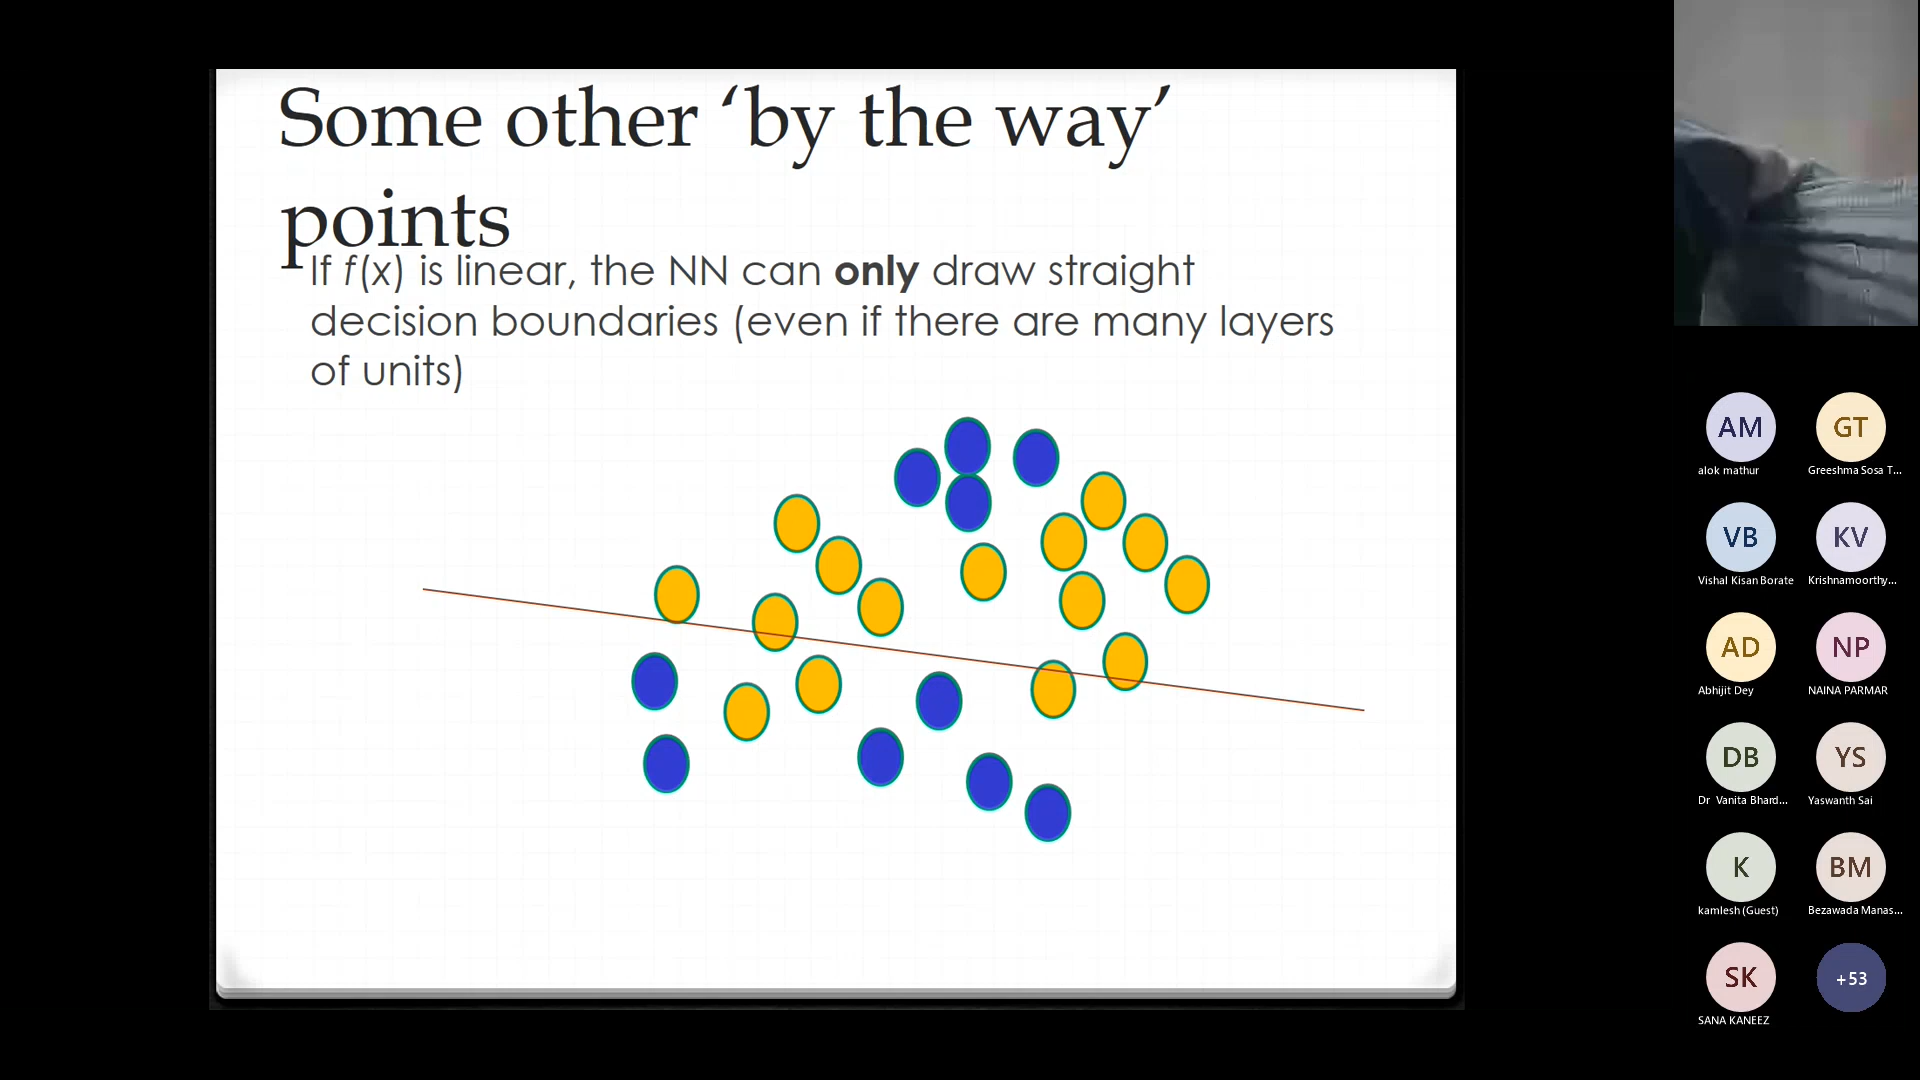 Some other ‘by the way’
points
If f(x) is linear, the NN can only draw straight
decision boundaries (even if there are many layers
of units)
AM
GT
alok mathur
Greeshma Sosa T...
VB
KV
Vishal Kisan Borate
Krishnamoorthy...
AD
NP
Abhijit Dey
NAINA PARMAR
DB
YS
Dr Vanita Bhard...
Yaswanth Sai
K
BM
kamlesh (Guest)
Bezawada Manas...
SK
+53
SANA KANEEZ